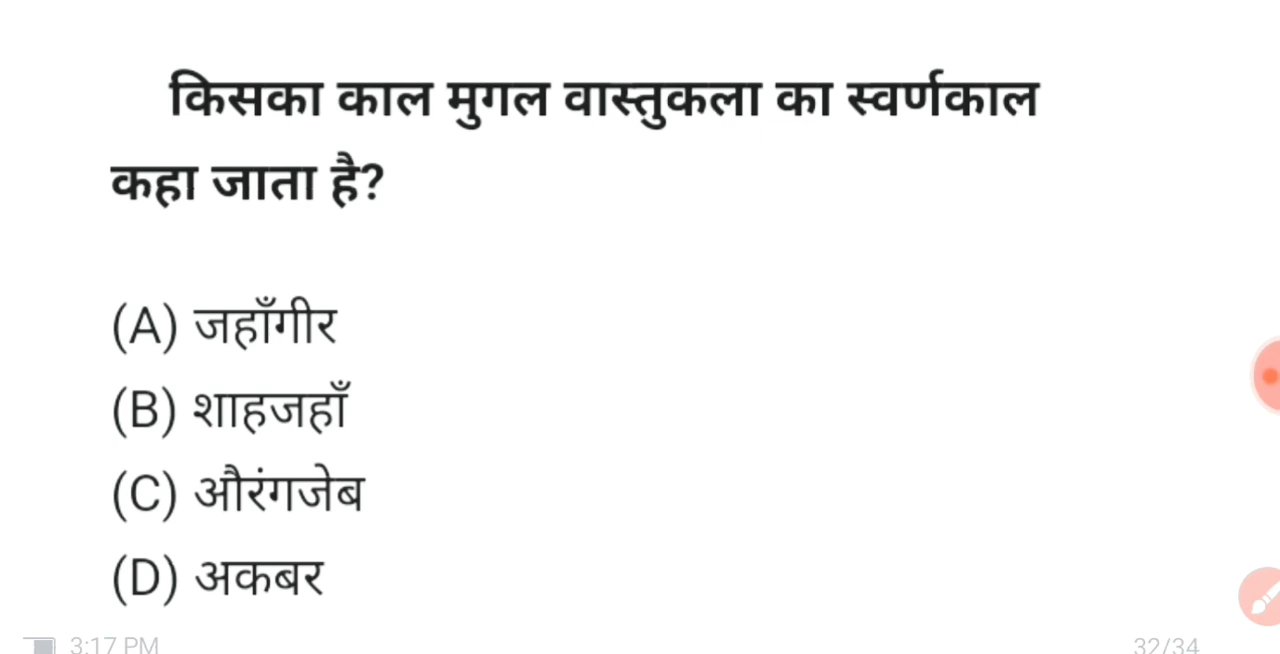 किसका काल मुगल वास्तुकला का स्वर्णकाल
कहा जाता है?
(A) जहाँगीर
(B) शाहजहाँ
(C) औरंगजेब
(D) अकबर
3:17 PM
32/34